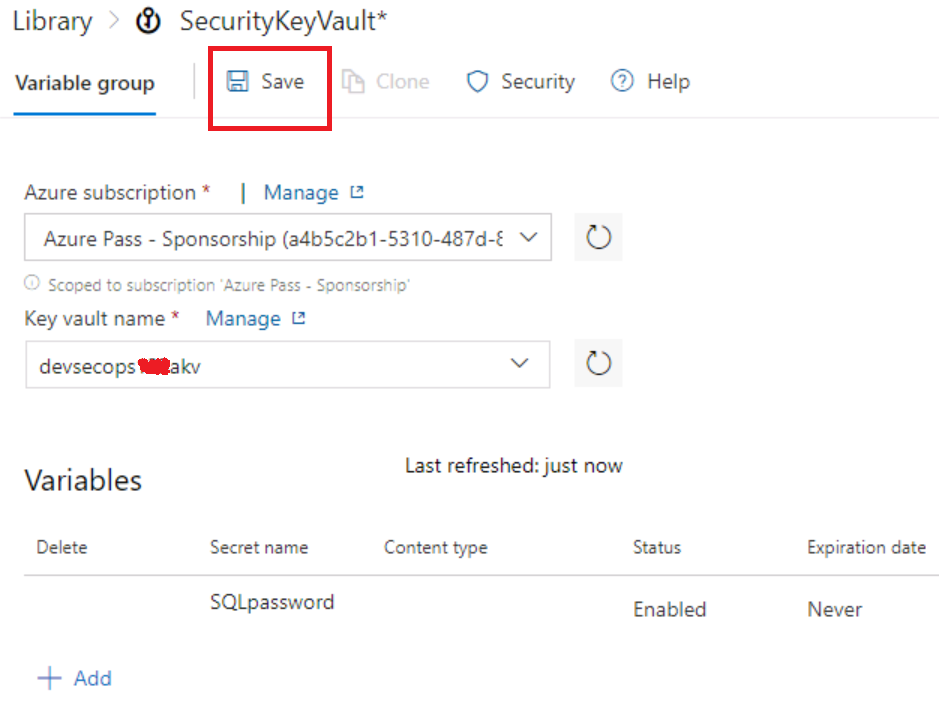 Library > SecurityKeyVault*
Variable group | Save Clone Security Help
Azure subscription * | Manage
Azure Pass - Sponsorship (a4b5c2b1-5310-487d-8
Scoped to subscription 'Azure Pass - Sponsorship'
Key vault name * Manage
devsecops akv
Variables
Last refreshed: just now
Delete Secret name Content type Status Expiration date
SQLpassword Enabled Never
+ Add